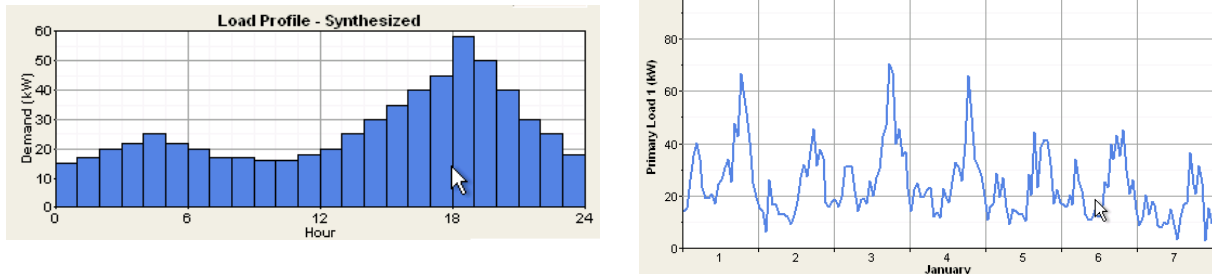 Load Profile - Synthesized
60
50
40
30
20
10
0
Demand (kW)
0 6 12 18 24
Hour
80
60
40
20
0
Primary Load 1 (kW)
1 2 3 4 5 6 7
January